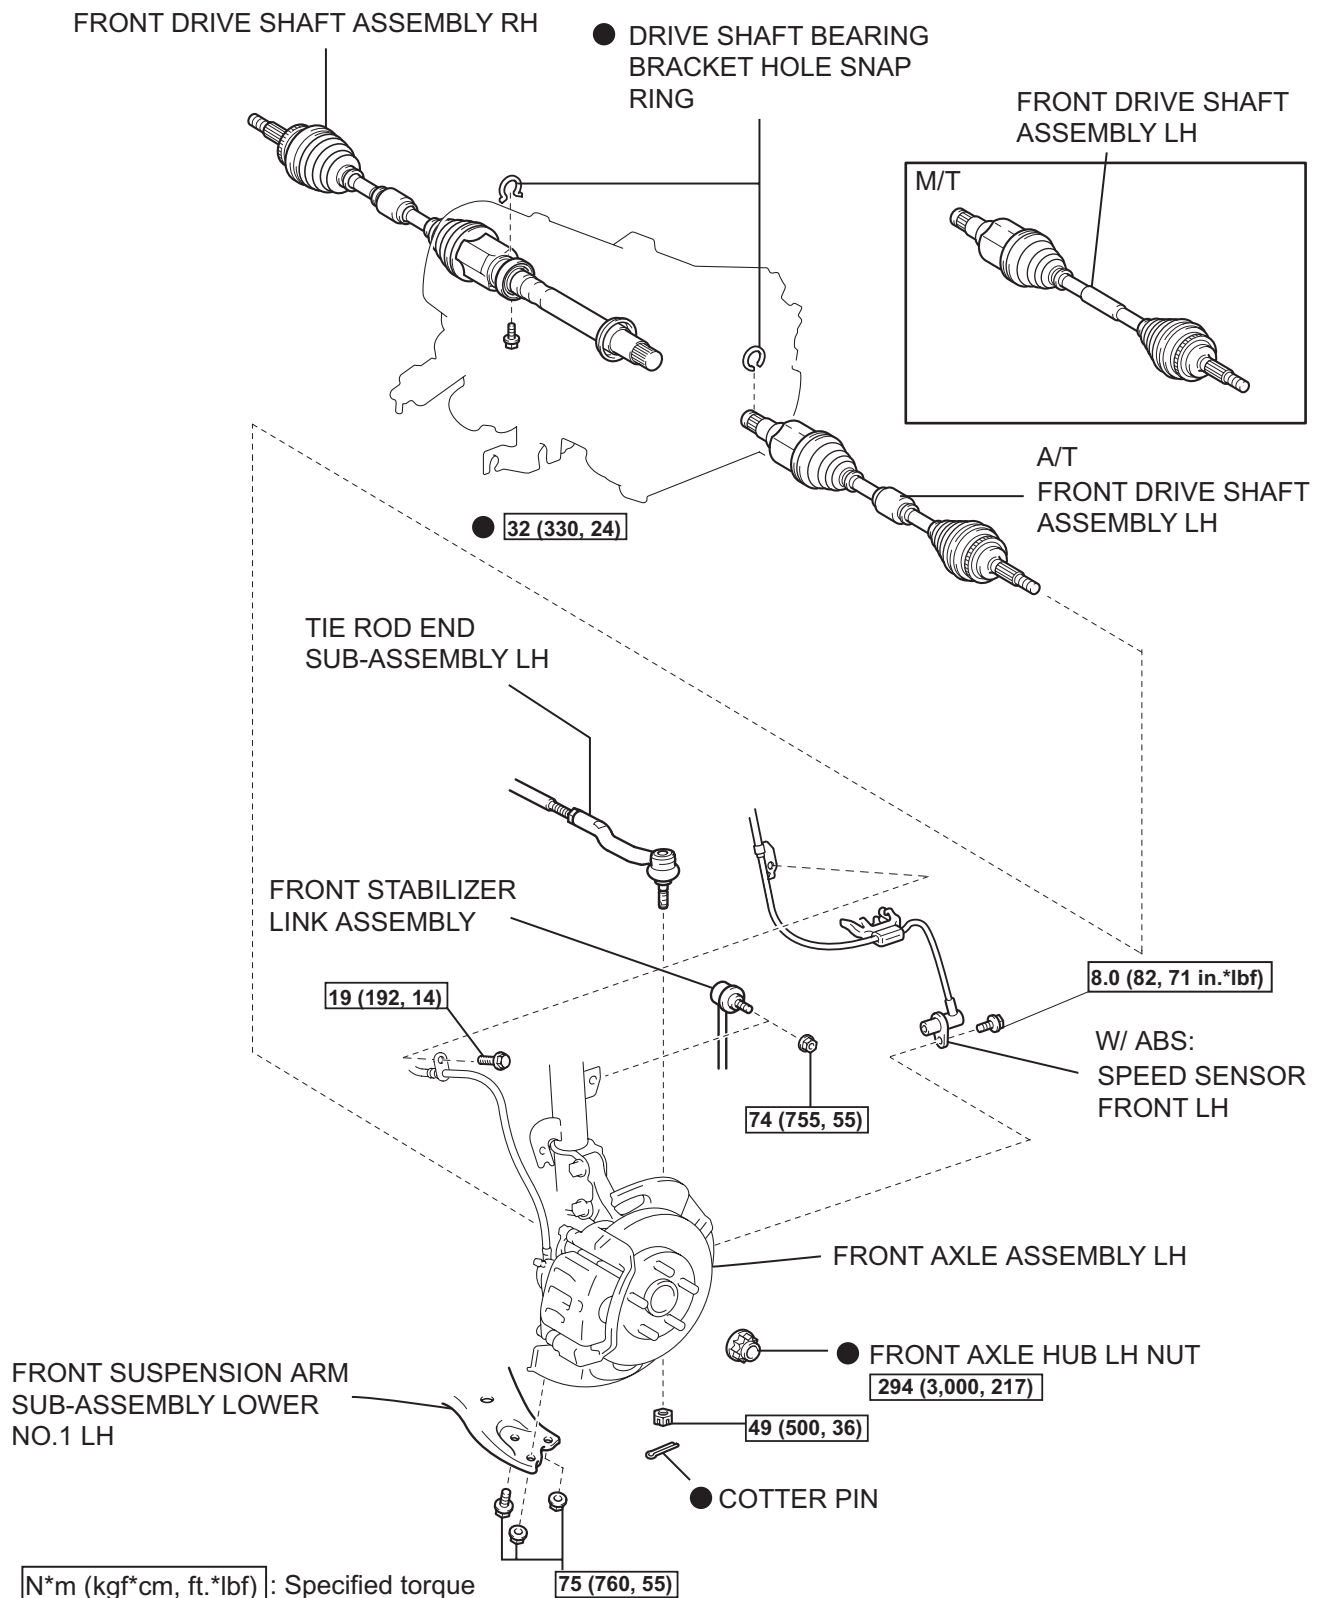 FRONT DRIVE SHAFT ASSEMBLY RH
● DRIVE SHAFT BEARING
BRACKET HOLE SNAP
RING
FRONT DRIVE SHAFT
ASSEMBLY LH
M/T
A/T
FRONT DRIVE SHAFT
ASSEMBLY LH
● 32 (330, 24)
TIE ROD END
SUB-ASSEMBLY LH
FRONT STABILIZER
LINK ASSEMBLY
19 (192, 14)
8.0 (82, 71 in.*lbf)
W/ ABS:
SPEED SENSOR
FRONT LH
74 (755, 55)
FRONT AXLE ASSEMBLY LH
● FRONT AXLE HUB LH NUT
294 (3,000, 217)
FRONT SUSPENSION ARM
SUB-ASSEMBLY LOWER
NO.1 LH
49 (500, 36)
● COTTER PIN
75 (760, 55)
N*m (kgf*cm, ft.*lbf) : Specified torque